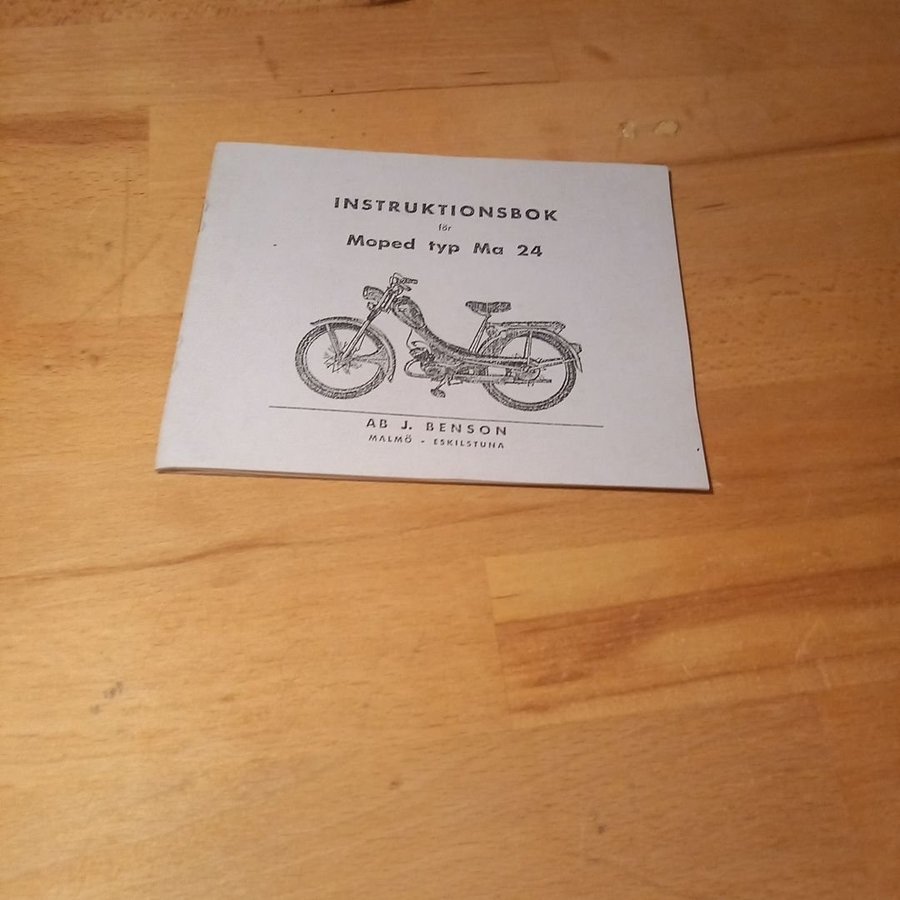 INSTRUKTIONSBOK
för
Moped typ Ma 24
AB J. BENSON
MALMÖ - ESKILSTUNA